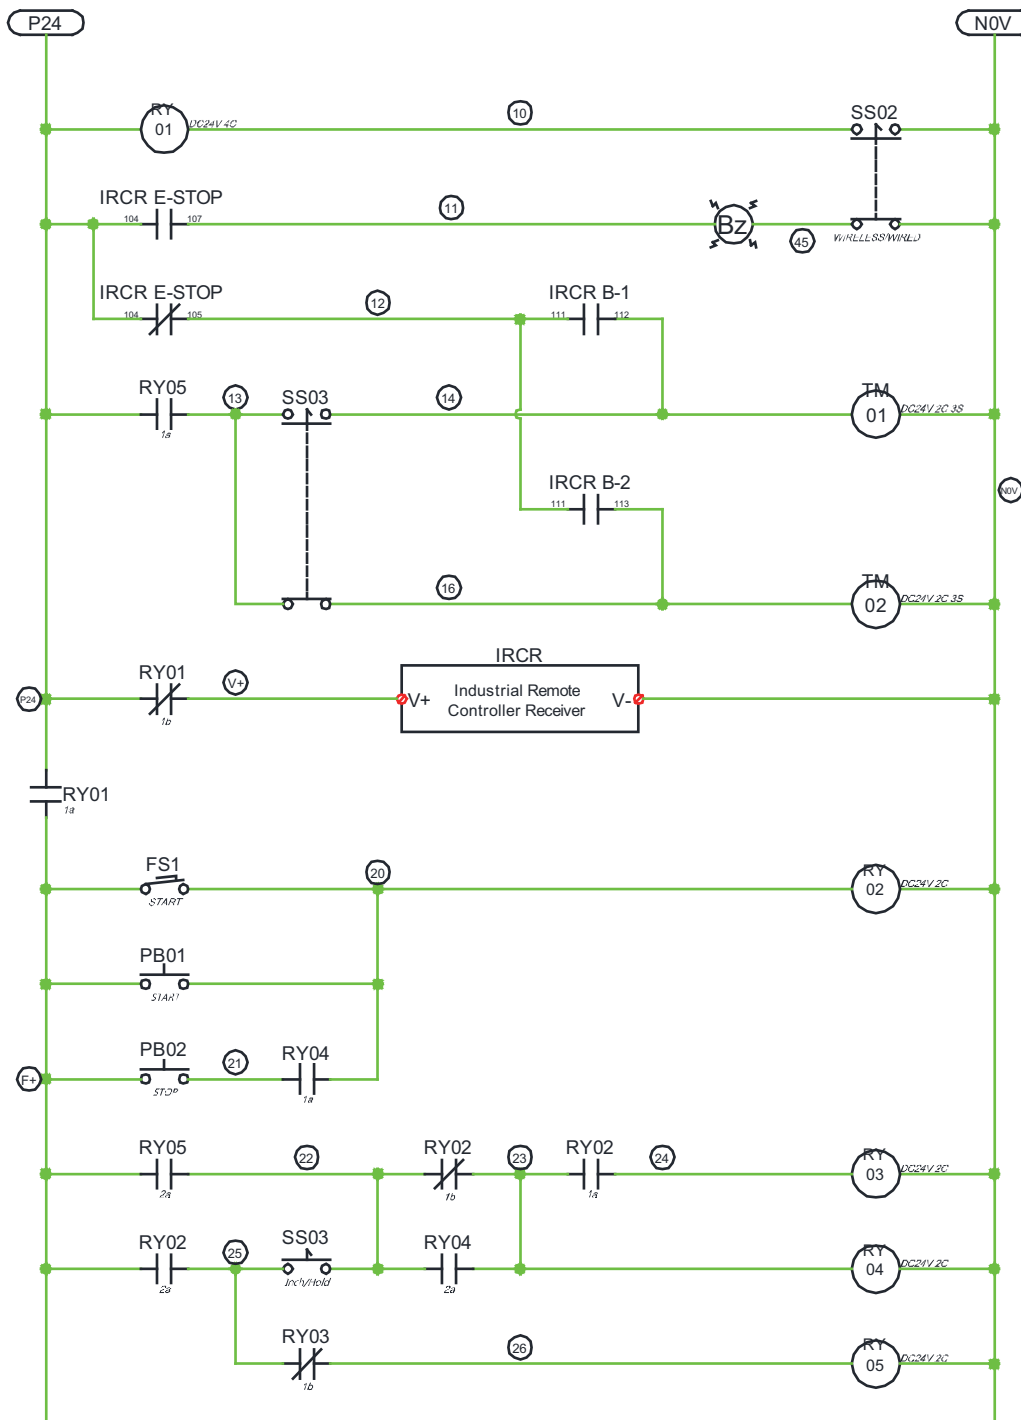 P24
N0V
RY
01
DC24V 4C
10
SS02
IRCR E-STOP
104
107
11
Bz
45
WIRELESS/WIRED
IRCR E-STOP
104
105
12
IRCR B-1
111
112
RY05
1a
13
SS03
14
TM
01
DC24V 2C 3S
IRCR B-2
111
113
N0V
16
TM
02
DC24V 2C 3S
P24
RY01
1b
V+
IRCR
V+
Industrial Remote
Controller Receiver
V-
RY01
1a
FS1
START
20
RY
02
DC24V 2C
PB01
START
F+
PB02
STOP
21
RY04
1a
RY05
2a
22
RY02
1b
23
RY02
1a
24
RY
03
DC24V 2C
RY02
2a
25
SS03
Inch/Hold
RY04
2a
RY
04
DC24V 2C
RY03
1b
26
RY
05
DC24V 2C